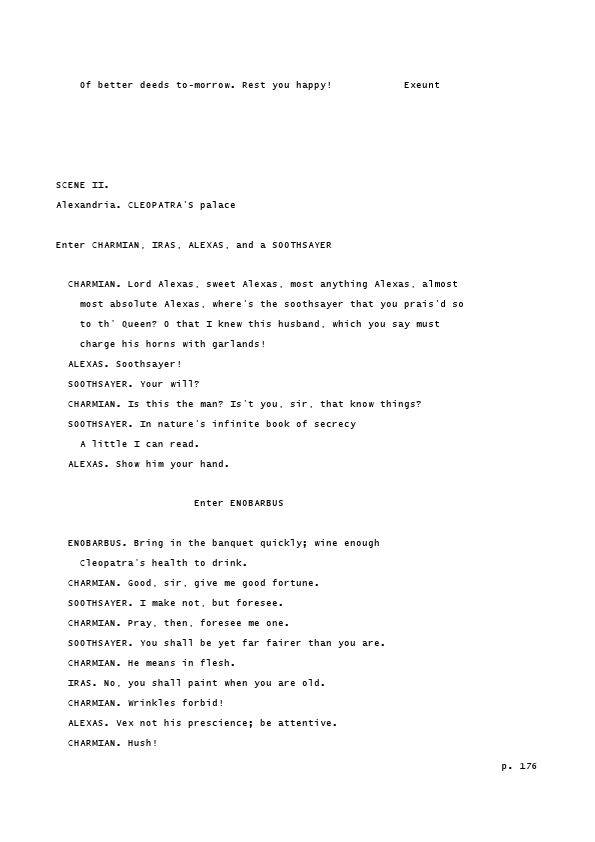 Of better deeds to-morrow. Rest you happy! Exeunt
SCENE II.
Alexandria. CLEOPATRA'S palace
Enter CHARMIAN, IRAS, ALEXAS, and a SOOTHSAYER
CHARMIAN. Lord Alexas, sweet Alexas, most anything Alexas, almost
most absolute Alexas, where's the soothsayer that you prais'd so
to th' Queen? O that I knew this husband, which you say must
charge his horns with garlands!
ALEXAS. Soothsayer!
SOOTHSAYER. Your will?
CHARMIAN. Is this the man? Is't you, sir, that know things?
SOOTHSAYER. In nature's infinite book of secrecy
A little I can read.
ALEXAS. Show him your hand.
Enter ENOBARBUS
ENOBARBUS. Bring in the banquet quickly; wine enough
Cleopatra's health to drink.
CHARMIAN. Good, sir, give me good fortune.
SOOTHSAYER. I make not, but foresee.
CHARMIAN. Pray, then, foresee me one.
SOOTHSAYER. You shall be yet far fairer than you are.
CHARMIAN. He means in flesh.
IRAS. No, you shall paint when you are old.
CHARMIAN. Wrinkles forbid!
ALEXAS. Vex not his prescience; be attentive.
CHARMIAN. Hush!
p. 176